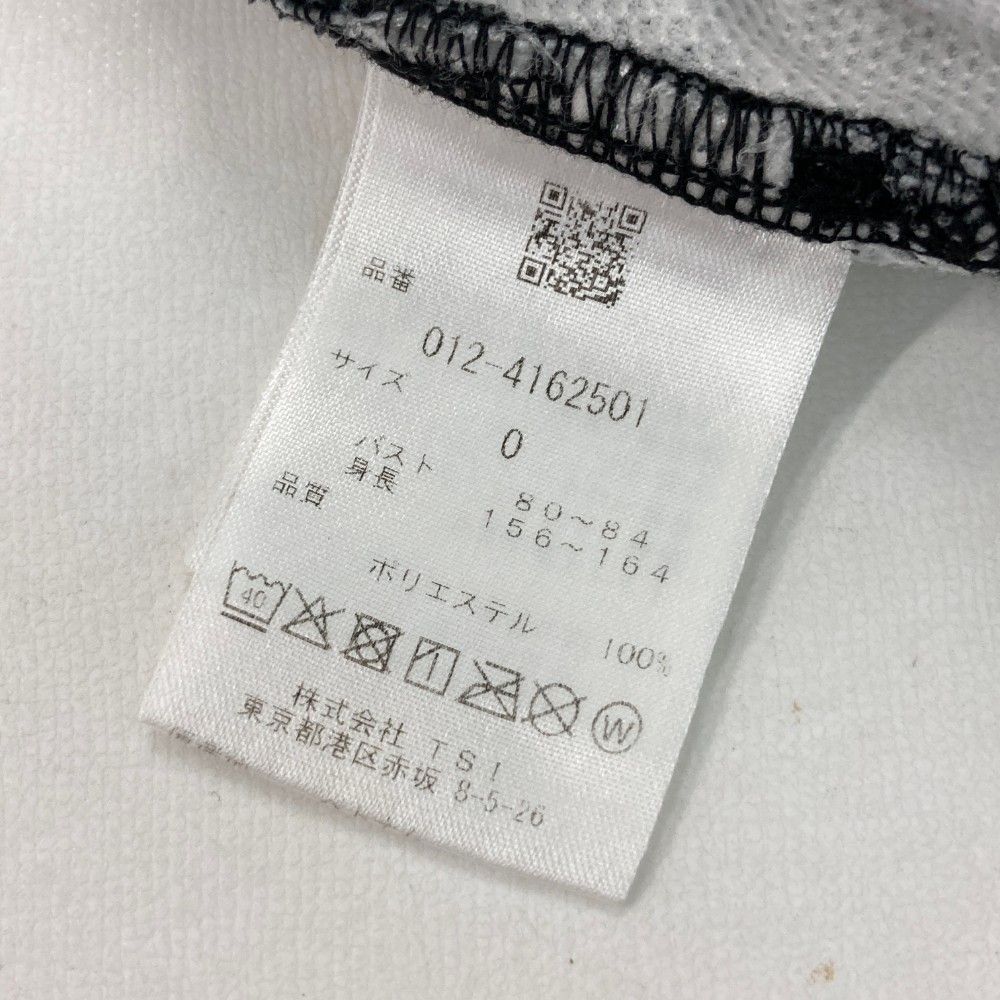 品番
012-4162501
サイズ
0
バスト 80〜84
身長 156〜164
品質
ポリエステル 100%
40
W
株式会社 TSI
東京都港区赤坂 8-5-26